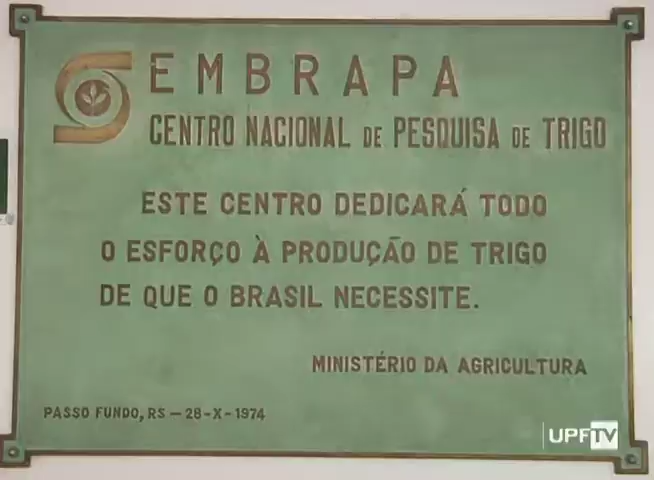 EMBRAPA
CENTRO NACIONAL DE PESQUISA DE TRIGO
ESTE CENTRO DEDICARÁ TODO
O ESFORÇO À PRODUÇÃO DE TRIGO
DE QUE O BRASIL NECESSITE.
MINISTÉRIO DA AGRICULTURA
PASSO FUNDO, RS — 28-X-1974
UPFTV